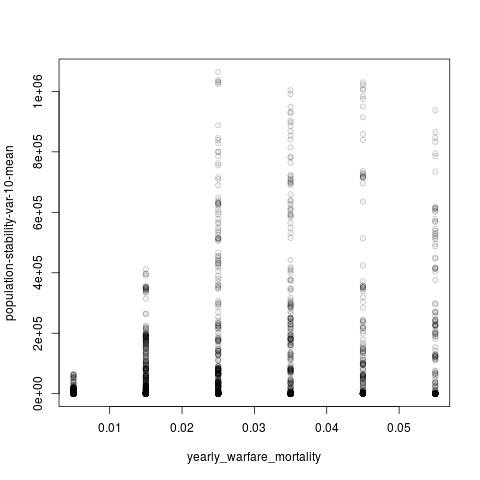 population-stability-var-10-mean
1e+06
8e+05
6e+05
4e+05
2e+05
0e+00
0.01 0.02 0.03 0.04 0.05
yearly_warfare_mortality